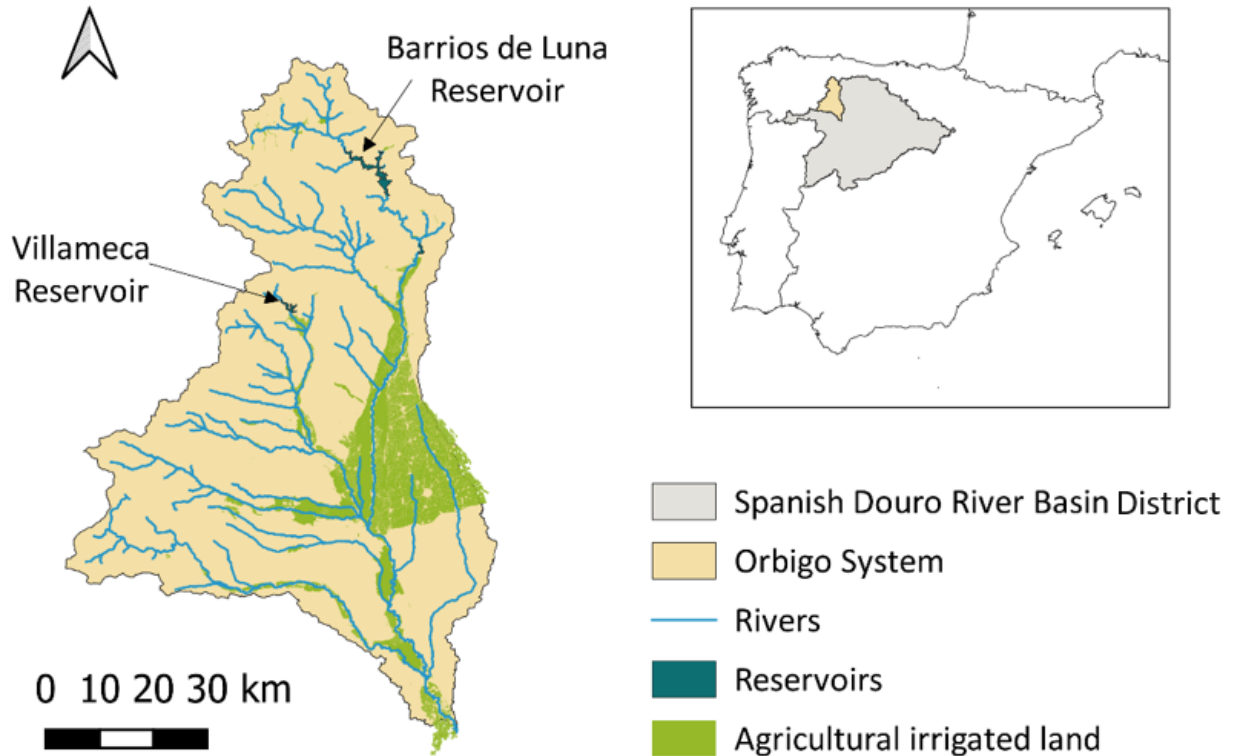 Barrios de Luna
Reservoir
Villameca
Reservoir
0 10 20 30 km
Spanish Douro River Basin District
Orbigo System
Rivers
Reservoirs
Agricultural irrigated land